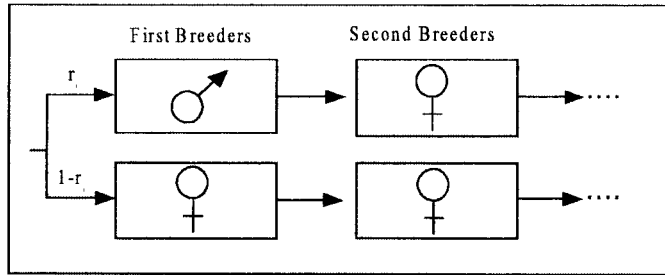 First Breeders
Second Breeders
r
....
1-r
....